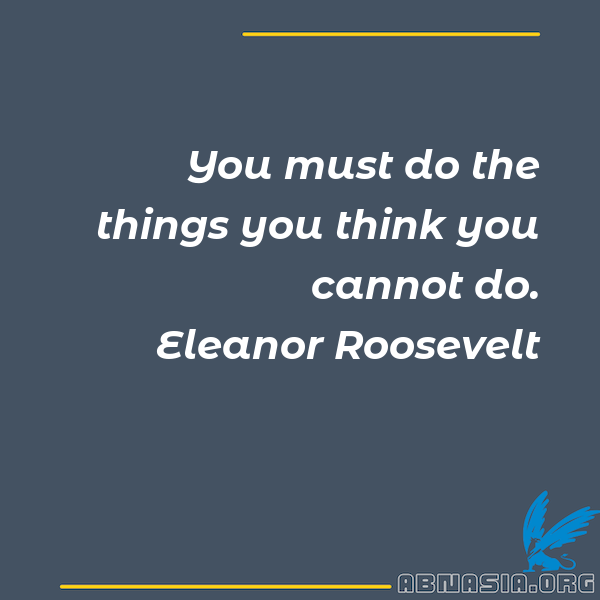 You must do the
things you think you
cannot do.
Eleanor Roosevelt
ABNASIA.ORG